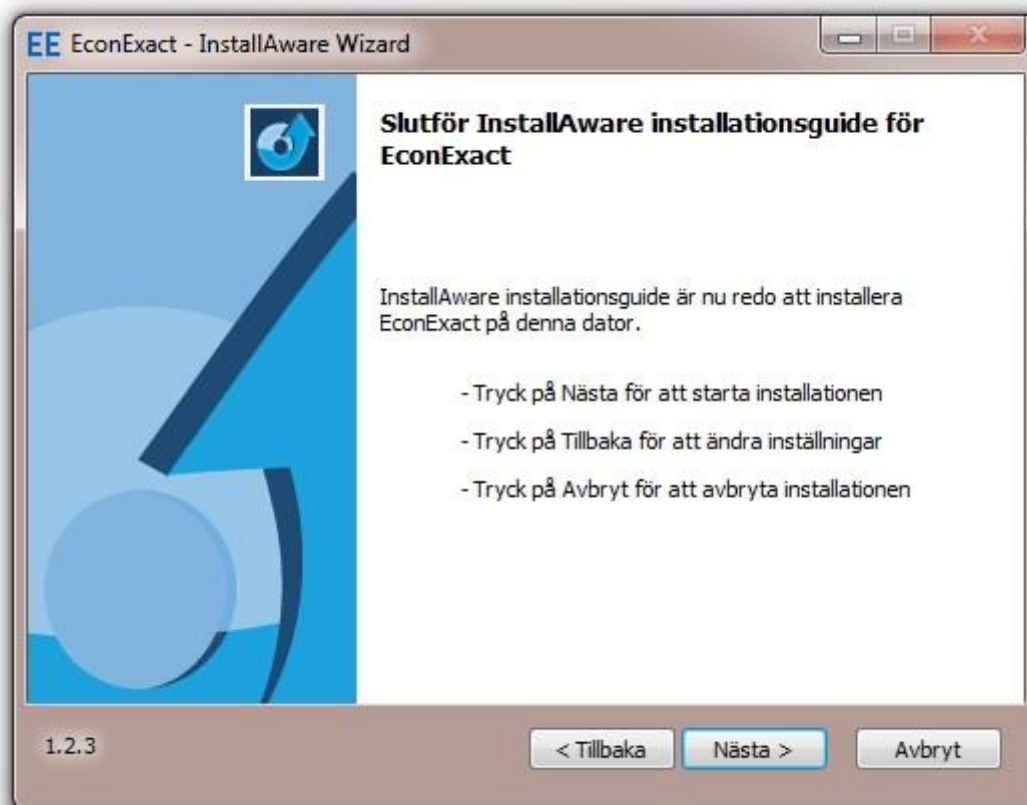 EE EconExact - InstallAware Wizard
Slutför InstallAware installationsguide för
EconExact
InstallAware installationsguide är nu redo att installera
EconExact på denna dator.
- Tryck på Nästa för att starta installationen
- Tryck på Tillbaka för att ändra inställningar
- Tryck på Avbryt för att avbryta installationen
1.2.3
< Tillbaka
Nästa >
Avbryt